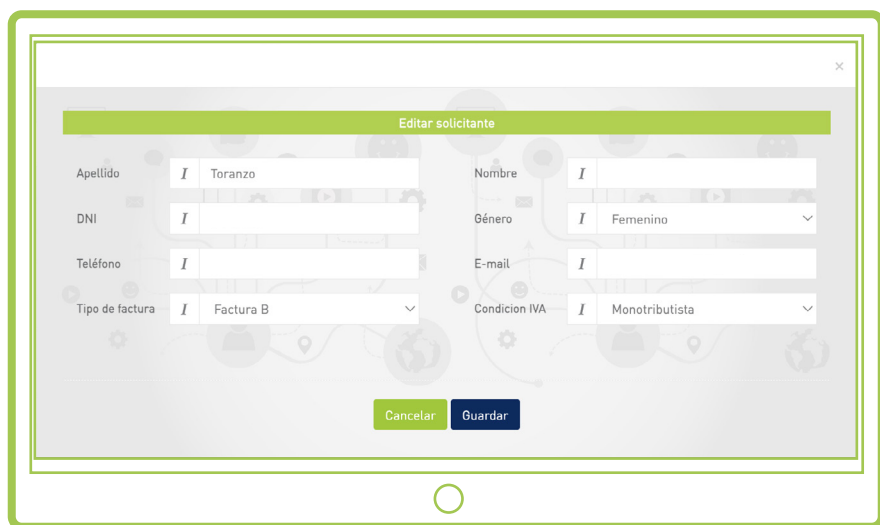 ×
Editar solicitante
Apellido I Toranzo Nombre I
DNI I Género I Femenino
Teléfono I E-mail I
Tipo de factura I Factura B Condicion IVA I Monotributista
Cancelar Guardar